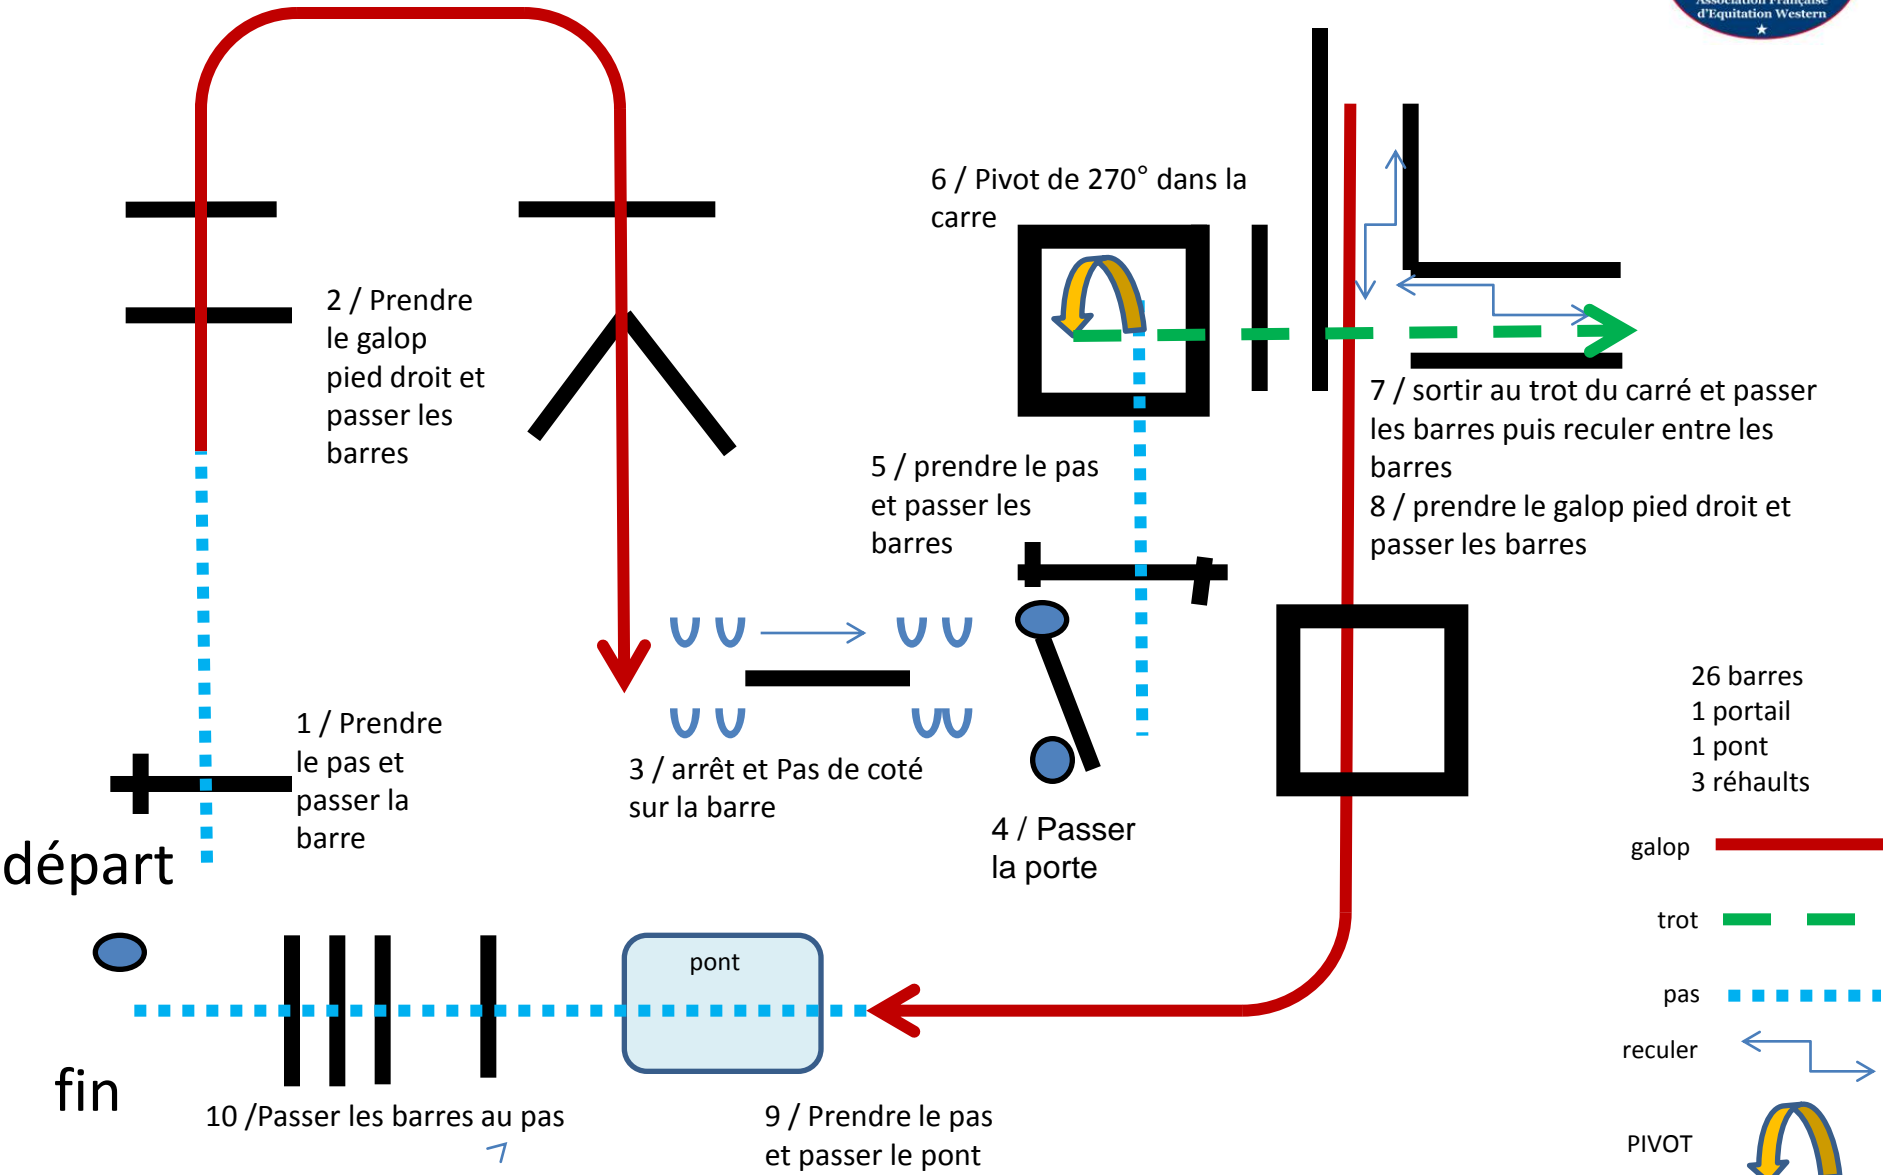 Association Française
d'Equitation Western
6 / Pivot de 270° dans la
carre
2 / Prendre
le galop
pied droit et
passer les
barres
7 / sortir au trot du carré et passer
les barres puis reculer entre les
barres
8 / prendre le galop pied droit et
passer les barres
5 / prendre le pas
et passer les
barres
1 / Prendre
le pas et
passer la
barre
3 / arrêt et Pas de coté
sur la barre
4 / Passer
la porte
26 barres
1 portail
1 pont
3 réhaults
départ
galop
trot
pas
reculer
PIVOT
pont
fin
10 /Passer les barres au pas
9 / Prendre le pas
et passer le pont